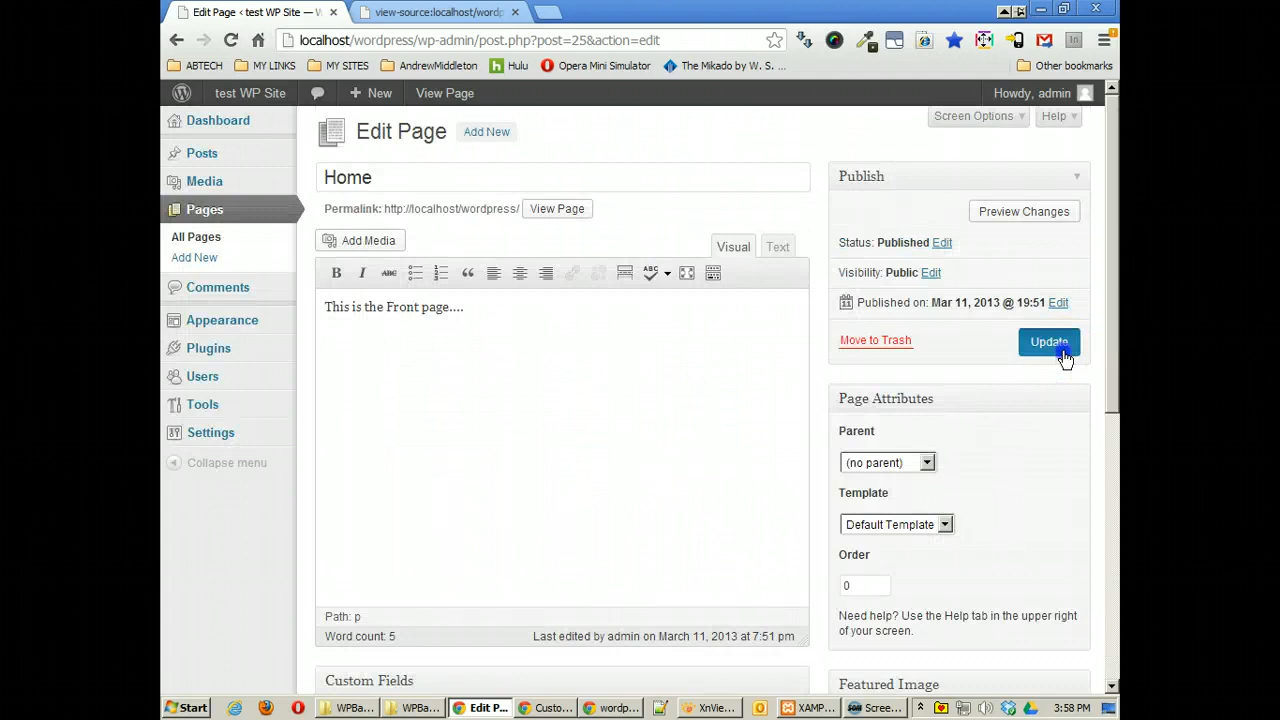 Edit Page < test WP Site — W
view-source:localhost/wordp
localhost/wordpress/wp-admin/post.php?post=25&action=edit
ABTECH MY LINKS MY SITES AndrewMiddleton Hulu Opera Mini Simulator The Mikado by W. S. ... Other bookmarks
test WP Site + New View Page Howdy, admin
Screen Options Help
Dashboard
Posts
Media
Pages
All Pages
Add New
Comments
Appearance
Plugins
Users
Tools
Settings
Collapse menu
Edit Page Add New
Home
Permalink: http://localhost/wordpress/ View Page
Add Media
Visual Text
B I ABC ABC
This is the Front page....
Path: p
Word count: 5 Last edited by admin on March 11, 2013 at 7:51 pm
Custom Fields
Publish
Preview Changes
Status: Published Edit
Visibility: Public Edit
Published on: Mar 11, 2013 @ 19:51 Edit
Move to Trash Update
Page Attributes
Parent
(no parent)
Template
Default Template
Order
0
Need help? Use the Help tab in the upper right
of your screen.
Featured Image
Start WPBa... WPBa... Edit P... Custo... wordp... XnVie... XAMP... Scree... 3:58 PM